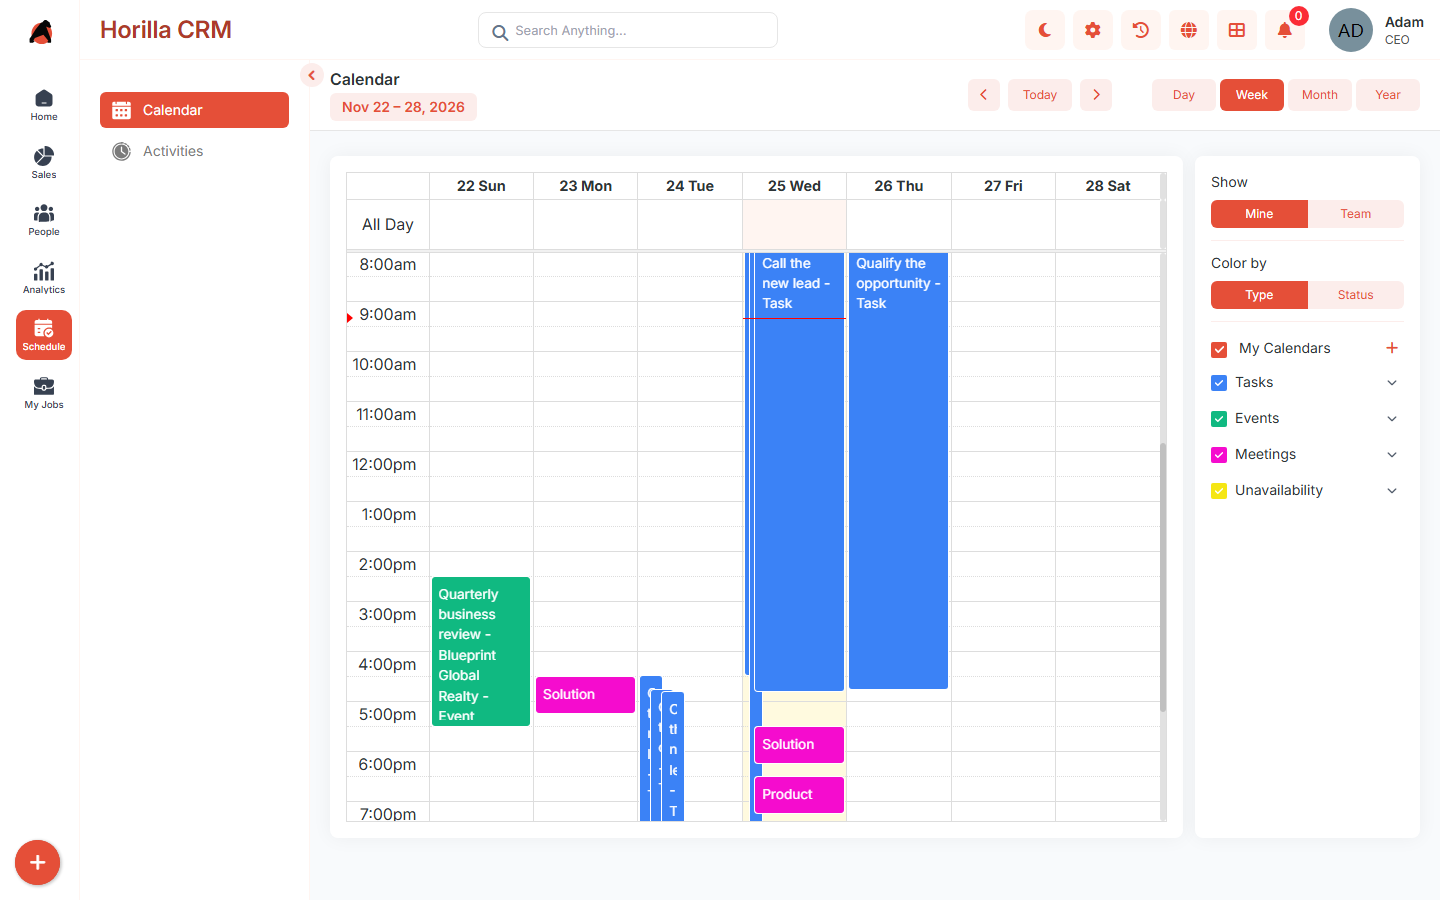 Horilla CRM
Search Anything...
0
AD
Adam
CEO
Home
Sales
People
Analytics
Schedule
My Jobs
Calendar
Activities
Calendar
Nov 22 – 28, 2026
Today
Day
Week
Month
Year
22 Sun
23 Mon
24 Tue
25 Wed
26 Thu
27 Fri
28 Sat
All Day
8:00am
9:00am
10:00am
11:00am
12:00pm
1:00pm
2:00pm
3:00pm
4:00pm
5:00pm
6:00pm
7:00pm
Quarterly
business
review -
Blueprint
Global
Realty -
Event
Solution
Call the
new lead -
Task
Solution
Product
Qualify the
opportunity -
Task
Show
Mine
Team
Color by
Type
Status
My Calendars
Tasks
Events
Meetings
Unavailability